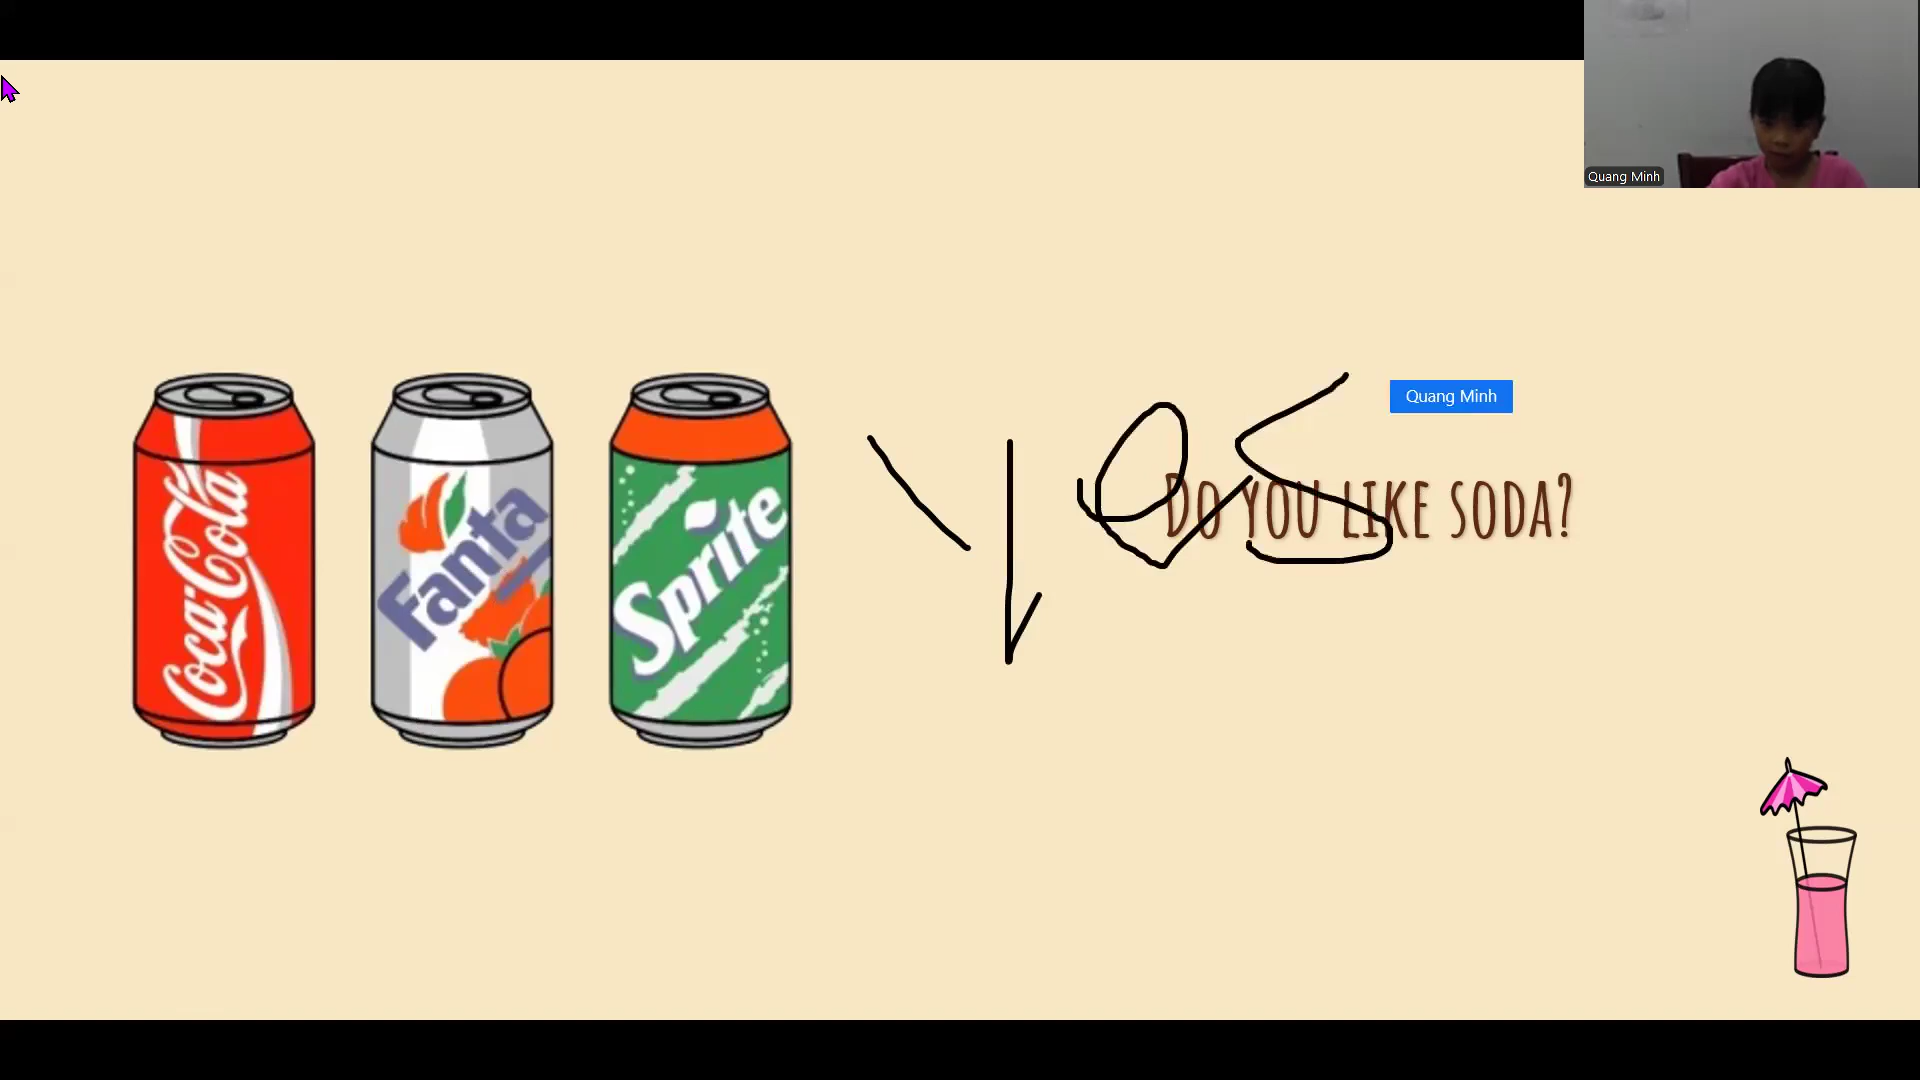 Quang Minh
Quang Minh
Coca-Cola
Fanta
Sprite
yes
DO YOU LIKE SODA?